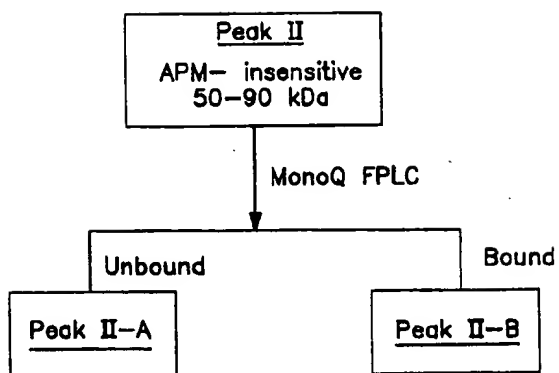 Peak II
APM- insensitive
50-90 kDa
MonoQ FPLC
Unbound
Bound
Peak II-A
Peak II-B